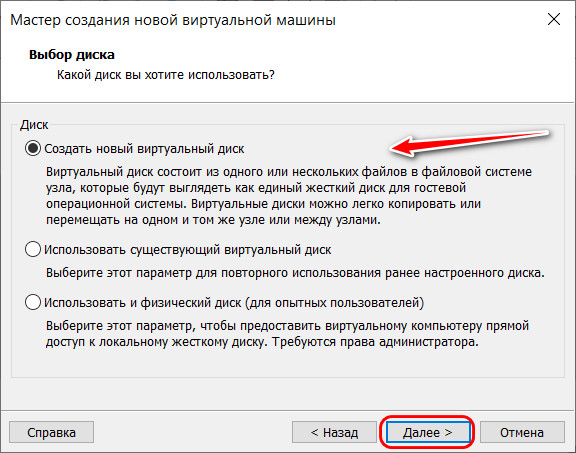 Мастер создания новой виртуальной машины
Выбор диска
Какой диск вы хотите использовать?
Диск
Создать новый виртуальный диск
Виртуальный диск состоит из одного или нескольких файлов в файловой системе
узла, которые будут выглядеть как единый жесткий диск для гостевой
операционной системы. Виртуальные диски можно легко копировать или
перемещать на одном и том же узле или между узлами.
Использовать существующий виртуальный диск
Выберите этот параметр для повторного использования ранее настроенного диска.
Использовать и физический диск (для опытных пользователей)
Выберите этот параметр, чтобы предоставить виртуальному компьютеру прямой
доступ к локальному жесткому диску. Требуются права администратора.
Справка
< Назад
Далее >
Отмена